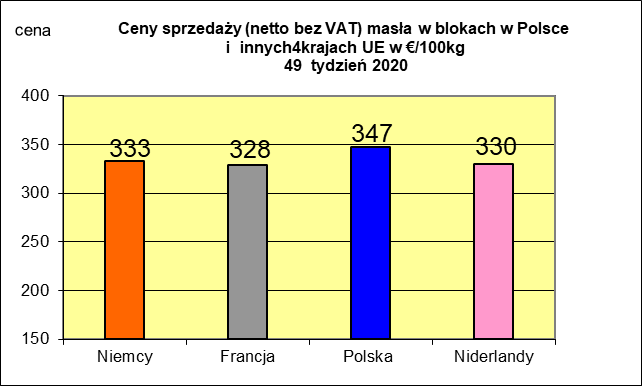 cena
Ceny sprzedaży (netto bez VAT) masła w blokach w Polsce
i innych4krajach UE w €/100kg
49 tydzień 2020
400
350
300
250
200
150
333
328
347
330
Niemcy
Francja
Polska
Niderlandy